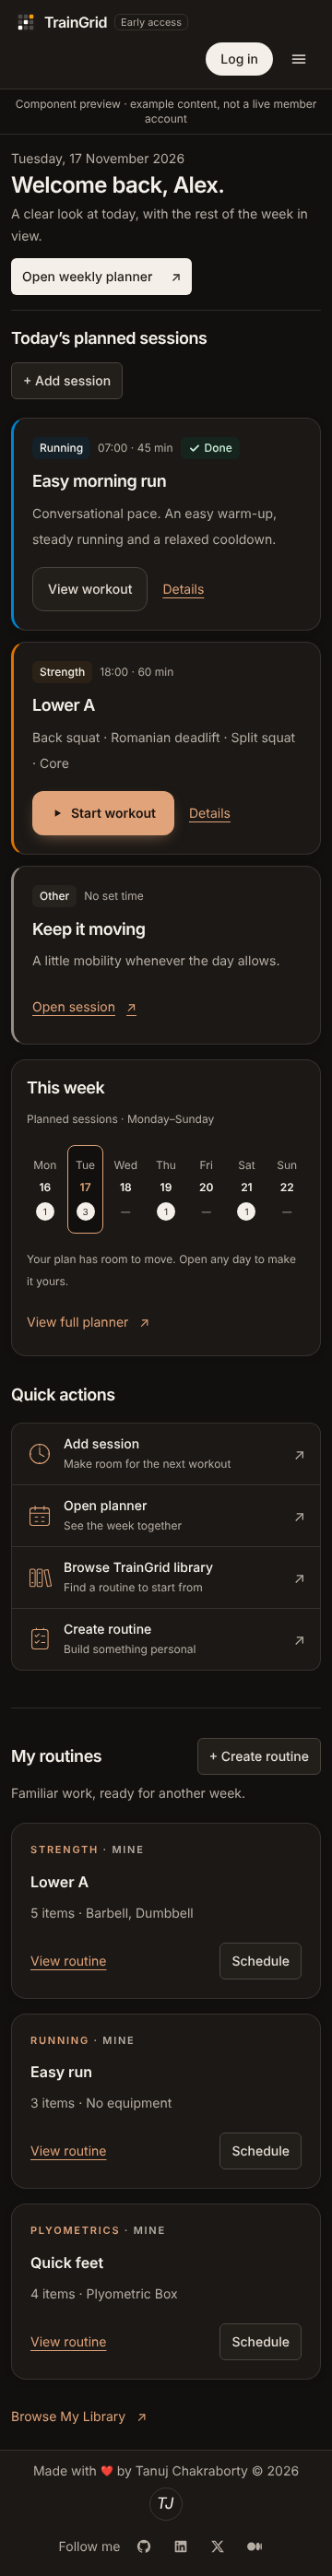 TrainGrid Early access
Log in
Component preview · example content, not a live member
account
Tuesday, 17 November 2026
Welcome back, Alex.
A clear look at today, with the rest of the week in
view.
Open weekly planner ↗
Today’s planned sessions
+ Add session
Running 07:00 · 45 min ✓ Done
Easy morning run
Conversational pace. An easy warm-up,
steady running and a relaxed cooldown.
View workout Details
Strength 18:00 · 60 min
Lower A
Back squat · Romanian deadlift · Split squat
· Core
Start workout Details
Other No set time
Keep it moving
A little mobility whenever the day allows.
Open session ↗
This week
Planned sessions · Monday–Sunday
Mon Tue Wed Thu Fri Sat Sun
16 17 18 19 20 21 22
1 3 — 1 — 1 —
Your plan has room to move. Open any day to make
it yours.
View full planner ↗
Quick actions
Add session
Make room for the next workout ↗
Open planner
See the week together ↗
Browse TrainGrid library
Find a routine to start from ↗
Create routine
Build something personal ↗
My routines + Create routine
Familiar work, ready for another week.
STRENGTH · MINE
Lower A
5 items · Barbell, Dumbbell
View routine Schedule
RUNNING · MINE
Easy run
3 items · No equipment
View routine Schedule
PLYOMETRICS · MINE
Quick feet
4 items · Plyometric Box
View routine Schedule
Browse My Library ↗
Made with ❤️ by Tanuj Chakraborty © 2026
TJ
Follow me